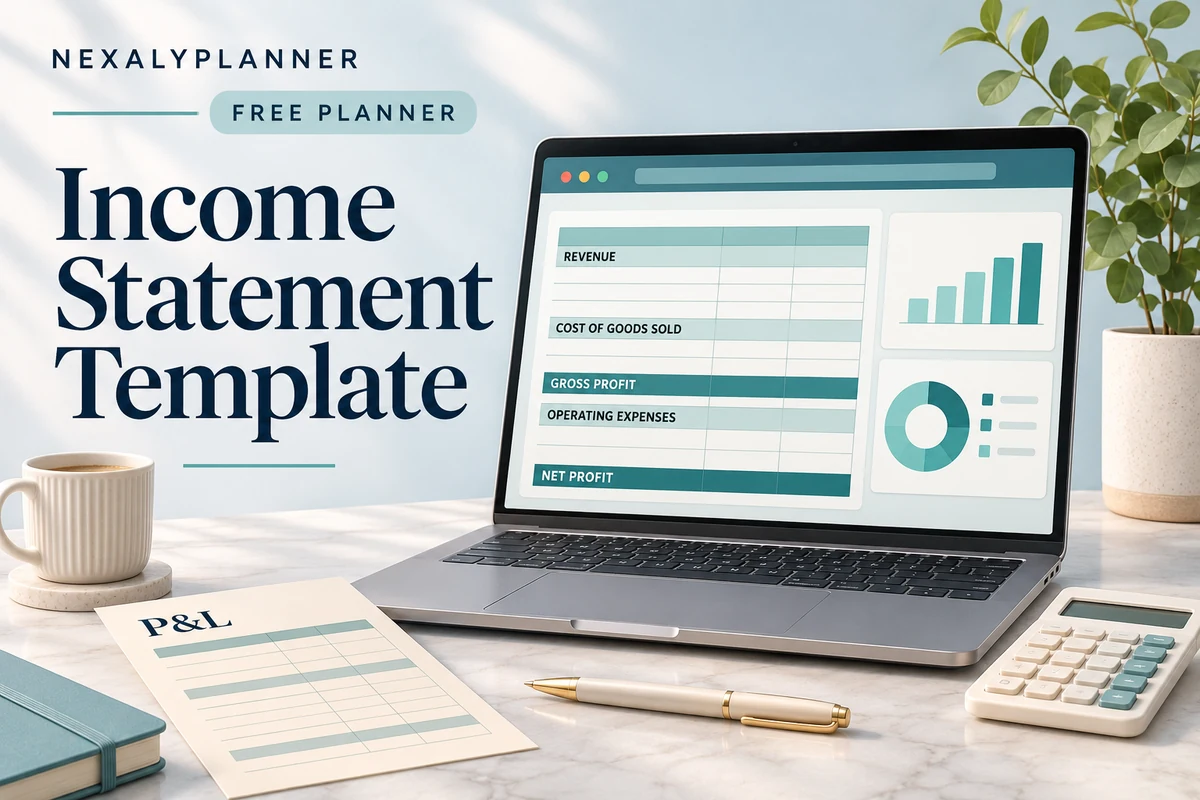 NEXALYPLANNER
FREE PLANNER
Income
Statement
Template
REVENUE
COST OF GOODS SOLD
GROSS PROFIT
OPERATING EXPENSES
NET PROFIT
P&L